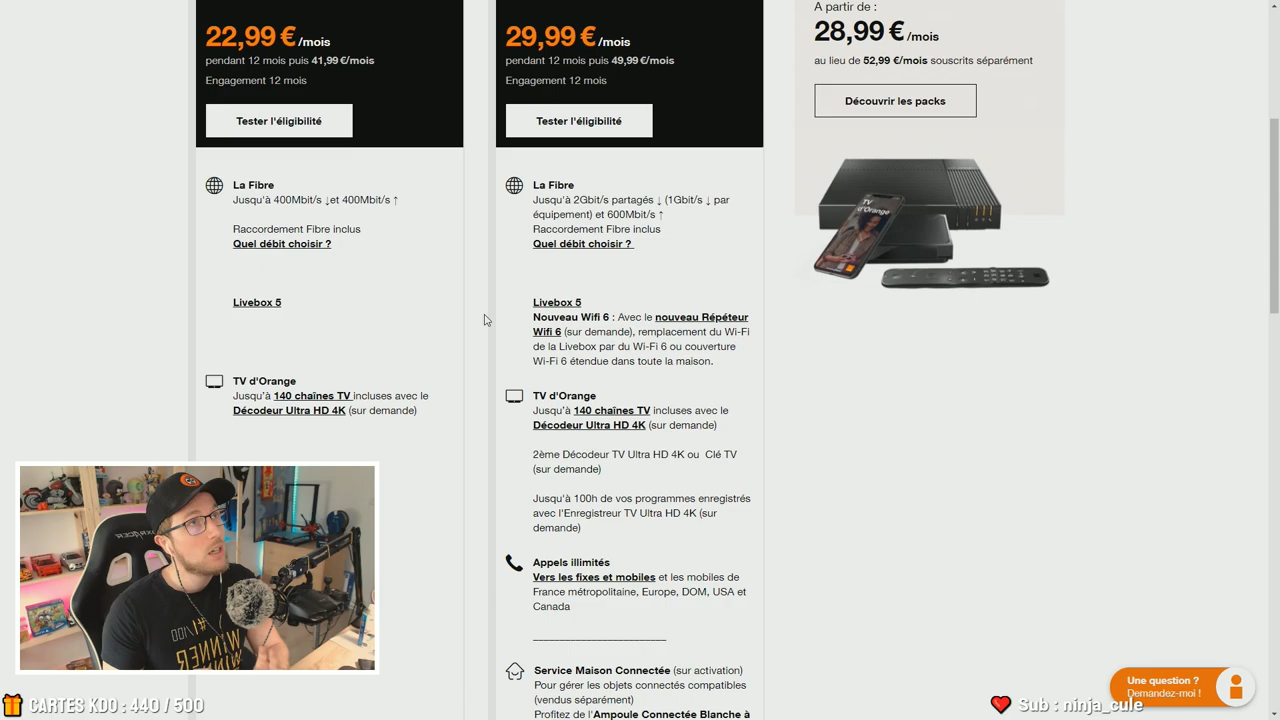 22,99 € /mois
pendant 12 mois puis 41,99 €/mois
Engagement 12 mois
Tester l'éligibilité
La Fibre
Jusqu'à 400Mbit/s ↓et 400Mbit/s ↑
Raccordement Fibre inclus
Quel débit choisir ?
Livebox 5
TV d'Orange
Jusqu'à 140 chaînes TV incluses avec le
Décodeur Ultra HD 4K (sur demande)
29,99 € /mois
pendant 12 mois puis 49,99 €/mois
Engagement 12 mois
Tester l'éligibilité
La Fibre
Jusqu'à 2Gbit/s partagés ↓ (1Gbit/s ↓ par
équipement) et 600Mbit/s ↑
Raccordement Fibre inclus
Quel débit choisir ?
Livebox 5
Nouveau Wifi 6 : Avec le nouveau Répéteur
Wifi 6 (sur demande), remplacement du Wi-Fi
de la Livebox par du Wi-Fi 6 ou couverture
Wi-Fi 6 étendue dans toute la maison.
TV d'Orange
Jusqu'à 140 chaînes TV incluses avec le
Décodeur Ultra HD 4K (sur demande)
2ème Décodeur TV Ultra HD 4K ou Clé TV
(sur demande)
Jusqu'à 100h de vos programmes enregistrés
avec l'Enregistreur TV Ultra HD 4K (sur
demande)
Appels illimités
Vers les fixes et mobiles et les mobiles de
France métropolitaine, Europe, DOM, USA et
Canada
Service Maison Connectée (sur activation)
Pour gérer les objets connectés compatibles
(vendus séparément)
Profitez de l'Ampoule Connectée Blanche à
A partir de :
28,99 € /mois
au lieu de 52,99 €/mois souscrits séparément
Découvrir les packs
TV
d'Orange
WINNER
CARTES KDO : 440 / 500
Une question ?
Demandez-moi !
Sub : ninja_cule